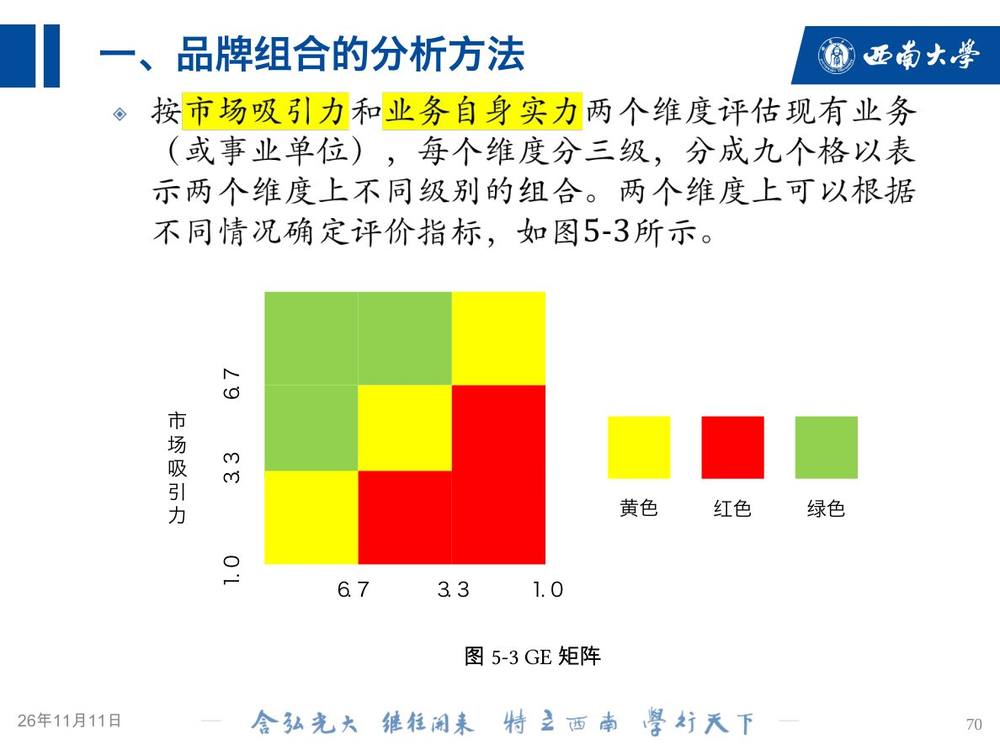 一、品牌组合的分析方法
西南大学
按市场吸引力和业务自身实力两个维度评估现有业务
（或事业单位），每个维度分三级，分成九个格以表
示两个维度上不同级别的组合。两个维度上可以根据
不同情况确定评价指标，如图5-3所示。
市场吸引力
6.7
3.3
1.0
6.7 3.3 1.0
黄色 红色 绿色
图 5-3 GE 矩阵
26年11月11日
含弘光大 继往开来 特立西南 学行天下
70